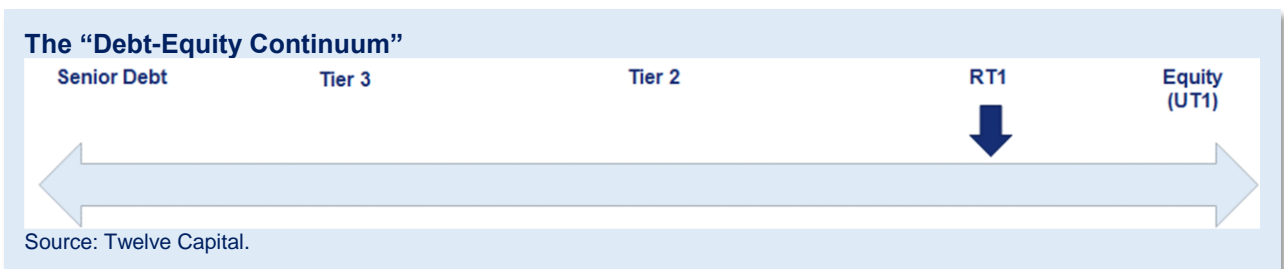 The “Debt-Equity Continuum”
Senior Debt Tier 3 Tier 2 RT1 Equity
(UT1)
Source: Twelve Capital.